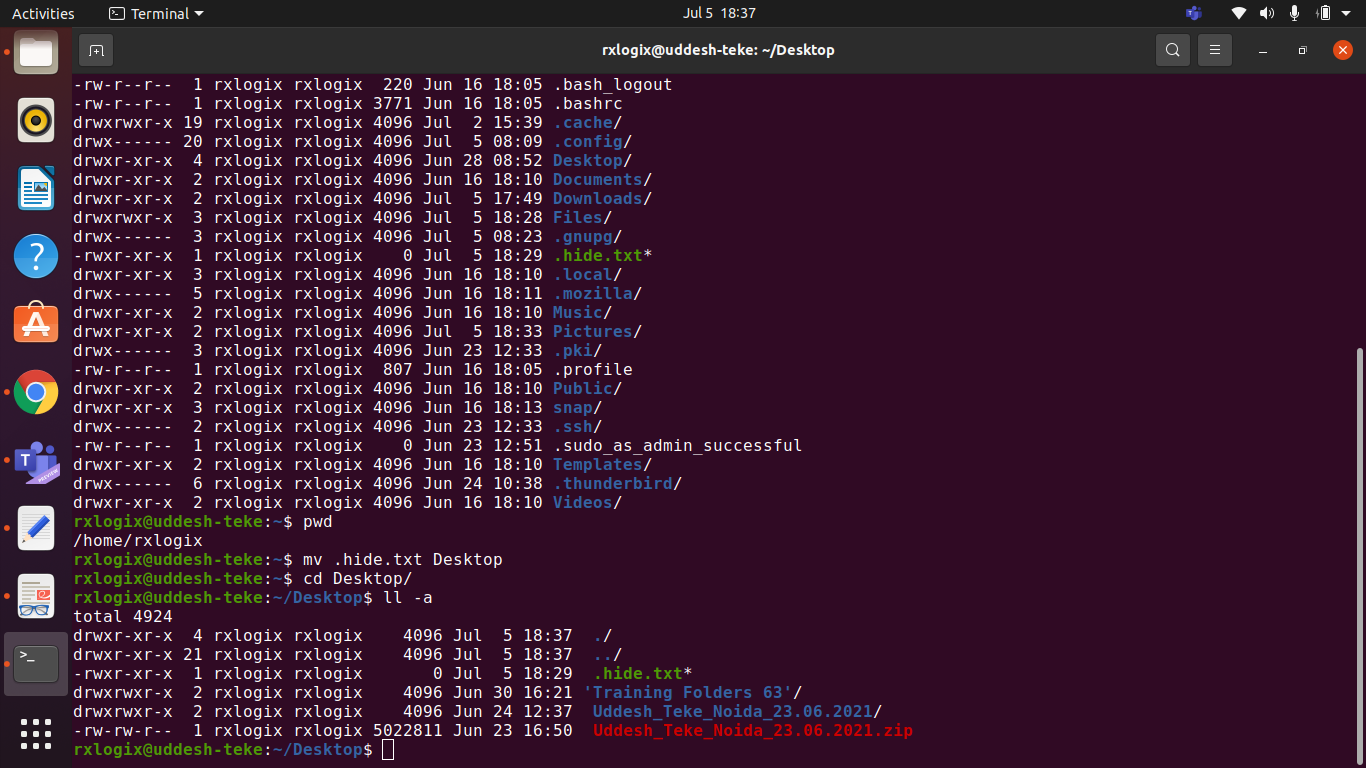 Activities Terminal Jul 5 18:37
rxlogix@uddesh-teke: ~/Desktop
-rw-r--r--  1 rxlogix rxlogix  220 Jun 16 18:05 .bash_logout
-rw-r--r--  1 rxlogix rxlogix 3771 Jun 16 18:05 .bashrc
drwxrwxr-x 19 rxlogix rxlogix 4096 Jul  2 15:39 .cache/
drwx------ 20 rxlogix rxlogix 4096 Jul  5 08:09 .config/
drwxr-xr-x  4 rxlogix rxlogix 4096 Jun 28 08:52 Desktop/
drwxr-xr-x  2 rxlogix rxlogix 4096 Jun 16 18:10 Documents/
drwxr-xr-x  2 rxlogix rxlogix 4096 Jul  5 17:49 Downloads/
drwxrwxr-x  3 rxlogix rxlogix 4096 Jul  5 18:28 Files/
drwx------  3 rxlogix rxlogix 4096 Jul  5 08:23 .gnupg/
-rwxr-xr-x  1 rxlogix rxlogix    0 Jul  5 18:29 .hide.txt*
drwxr-xr-x  3 rxlogix rxlogix 4096 Jun 16 18:10 .local/
drwx------  5 rxlogix rxlogix 4096 Jun 16 18:11 .mozilla/
drwxr-xr-x  2 rxlogix rxlogix 4096 Jun 16 18:10 Music/
drwxr-xr-x  2 rxlogix rxlogix 4096 Jul  5 18:33 Pictures/
drwx------  3 rxlogix rxlogix 4096 Jun 23 12:33 .pki/
-rw-r--r--  1 rxlogix rxlogix  807 Jun 16 18:05 .profile
drwxr-xr-x  2 rxlogix rxlogix 4096 Jun 16 18:10 Public/
drwxr-xr-x  3 rxlogix rxlogix 4096 Jun 16 18:13 snap/
drwx------  2 rxlogix rxlogix 4096 Jun 23 12:33 .ssh/
-rw-r--r--  1 rxlogix rxlogix    0 Jun 23 12:51 .sudo_as_admin_successful
drwxr-xr-x  2 rxlogix rxlogix 4096 Jun 16 18:10 Templates/
drwx------  6 rxlogix rxlogix 4096 Jun 24 10:38 .thunderbird/
drwxr-xr-x  2 rxlogix rxlogix 4096 Jun 16 18:10 Videos/
rxlogix@uddesh-teke:~$ pwd
/home/rxlogix
rxlogix@uddesh-teke:~$ mv .hide.txt Desktop
rxlogix@uddesh-teke:~$ cd Desktop/
rxlogix@uddesh-teke:~/Desktop$ ll -a
total 4924
drwxr-xr-x  4 rxlogix rxlogix    4096 Jul  5 18:37  ./
drwxr-xr-x 21 rxlogix rxlogix    4096 Jul  5 18:37  ../
-rwxr-xr-x  1 rxlogix rxlogix       0 Jul  5 18:29  .hide.txt*
drwxrwxr-x  2 rxlogix rxlogix    4096 Jun 30 16:21 'Training Folders 63'/
drwxrwxr-x  2 rxlogix rxlogix    4096 Jun 24 12:37  Uddesh_Teke_Noida_23.06.2021/
-rw-rw-r--  1 rxlogix rxlogix 5022811 Jun 23 16:50  Uddesh_Teke_Noida_23.06.2021.zip
rxlogix@uddesh-teke:~/Desktop$